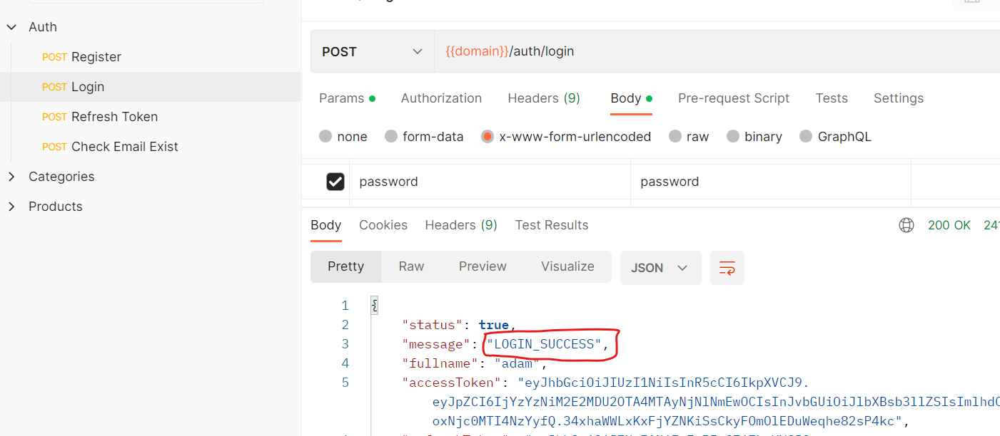 Auth
POST Register
POST Login
POST Refresh Token
POST Check Email Exist
Categories
Products
POST {{domain}}/auth/login
Params Authorization Headers (9) Body Pre-request Script Tests Settings
none form-data x-www-form-urlencoded raw binary GraphQL
password password
Body Cookies Headers (9) Test Results 200 OK 241
Pretty Raw Preview Visualize JSON
1 {
2 "status": true,
3 "message": "LOGIN_SUCCESS",
4 "fullname": "adam",
5 "accessToken": "eyJhbGciOiJIUzI1NiIsInR5cCI6IkpXVCJ9.
eyJpZCI6IjYzYzNiM2E2MDU2OTA4MTAyNjNlNmEwOCIsInJvbGUiOiJlbXBsb3llZSIsImlhdC
oxNjc0MTI4NzYyfQ.34xhaWWLxKxFjYZNKiSsCkyFOmOlEDuWeqhe82sP4kc",